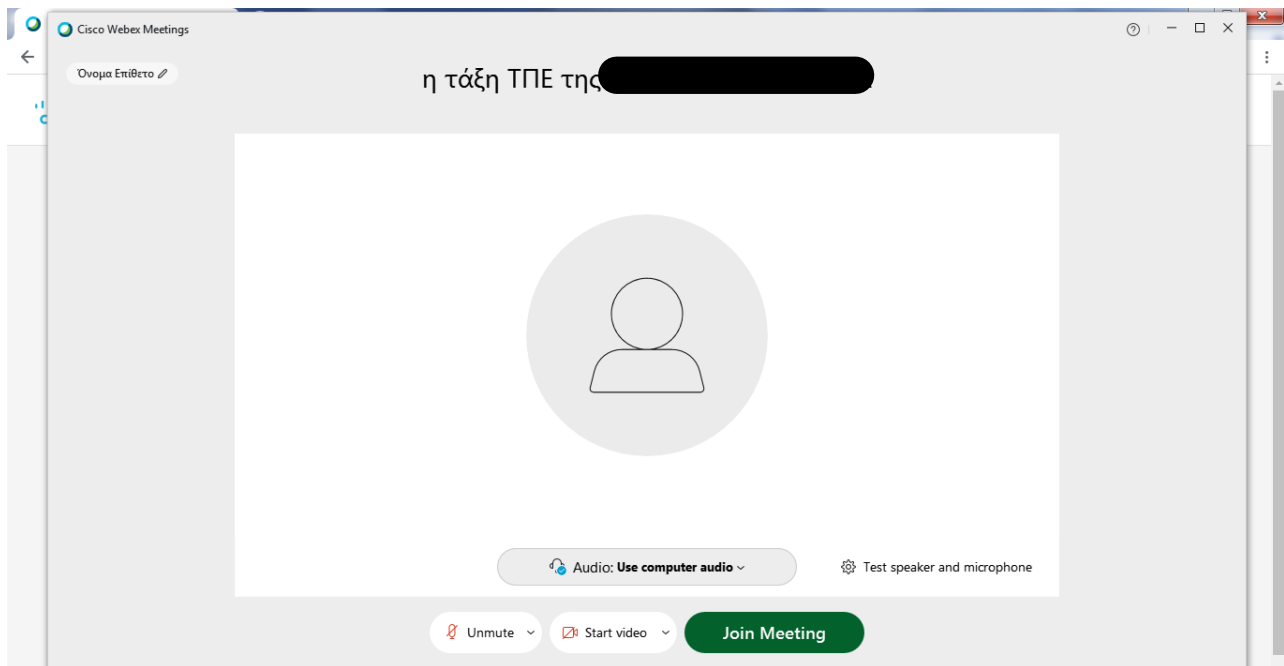 Cisco Webex Meetings
Όνομα Επίθετο
η τάξη ΤΠΕ της
Audio: Use computer audio
Test speaker and microphone
Unmute
Start video
Join Meeting